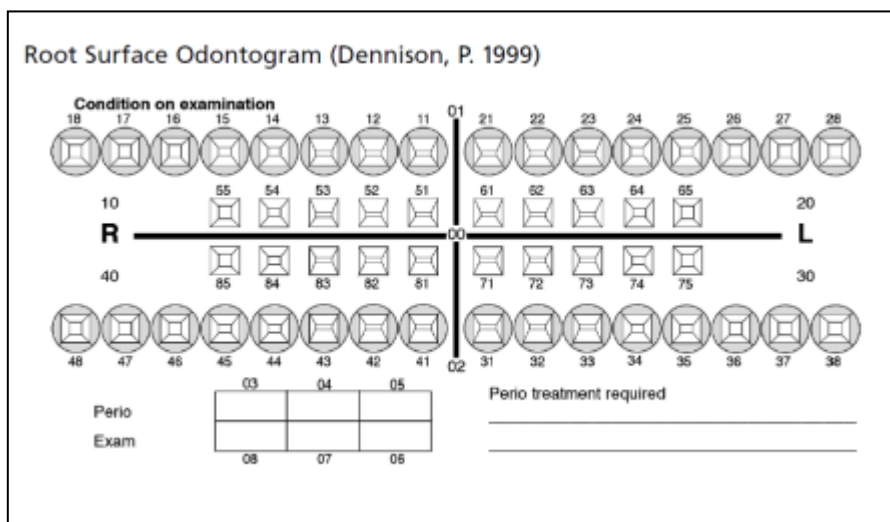 Root Surface Odontogram (Dennison, P. 1999)
Condition on examination
01
18 17 16 15 14 13 12 11 21 22 23 24 25 26 27 28
55 54 53 52 51 61 62 63 64 65
10 20
R 00 L
40 30
85 84 83 82 81 71 72 73 74 75
48 47 46 45 44 43 42 41 31 32 33 34 35 36 37 38
02
03 04 05
Perio treatment required
Perio
Exam
08 07 06